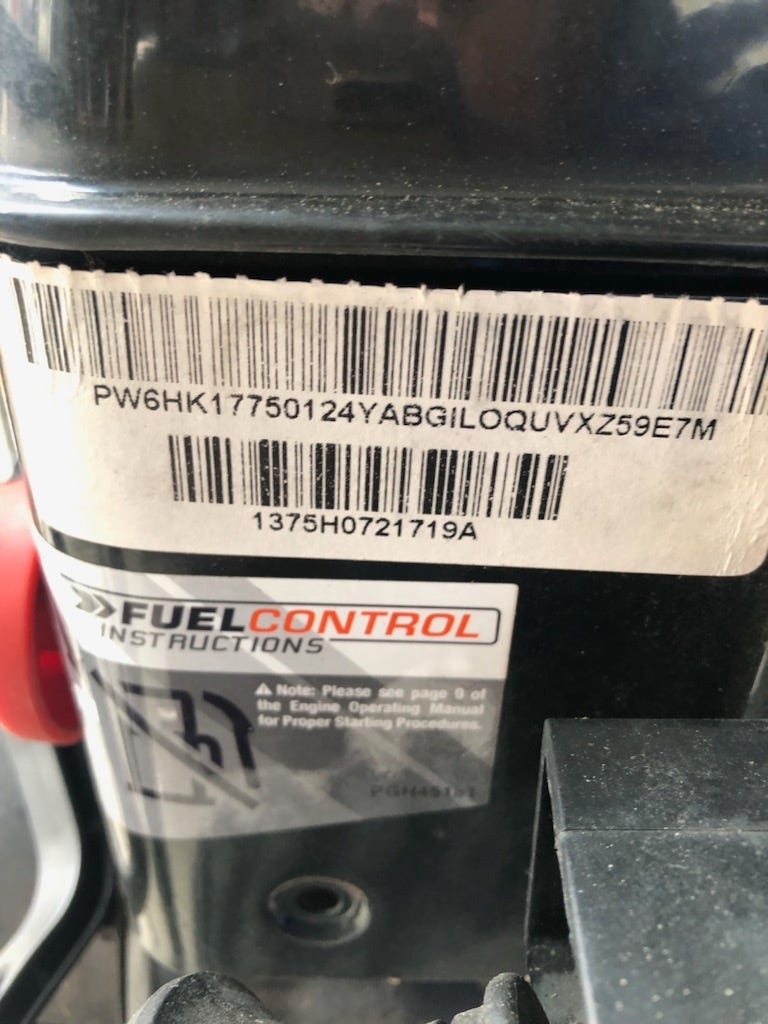 PW6HK17750124YABGILOQUVXZ59E7M
1375H0721719A
FUELCONTROL
INSTRUCTIONS
⚠ Note: Please see page 9 of
the Engine Operating Manual
for Proper Starting Procedures.